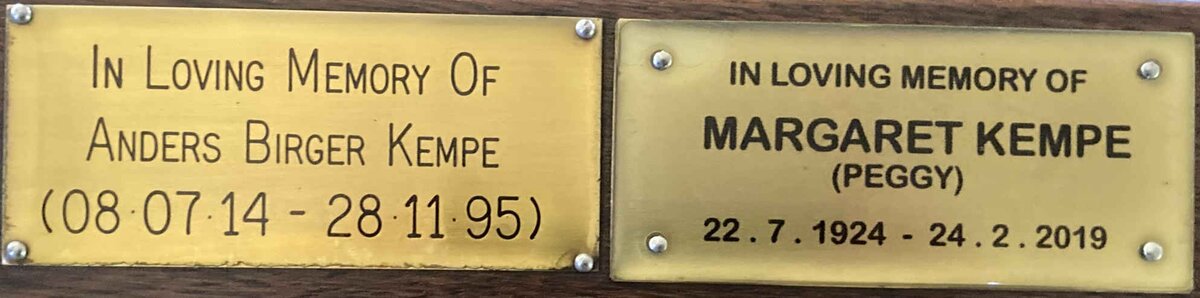 In Loving Memory Of
Anders Birger Kempe
(08·07·14 - 28·11·95)
IN LOVING MEMORY OF
MARGARET KEMPE
(PEGGY)
22.7.1924 - 24.2.2019